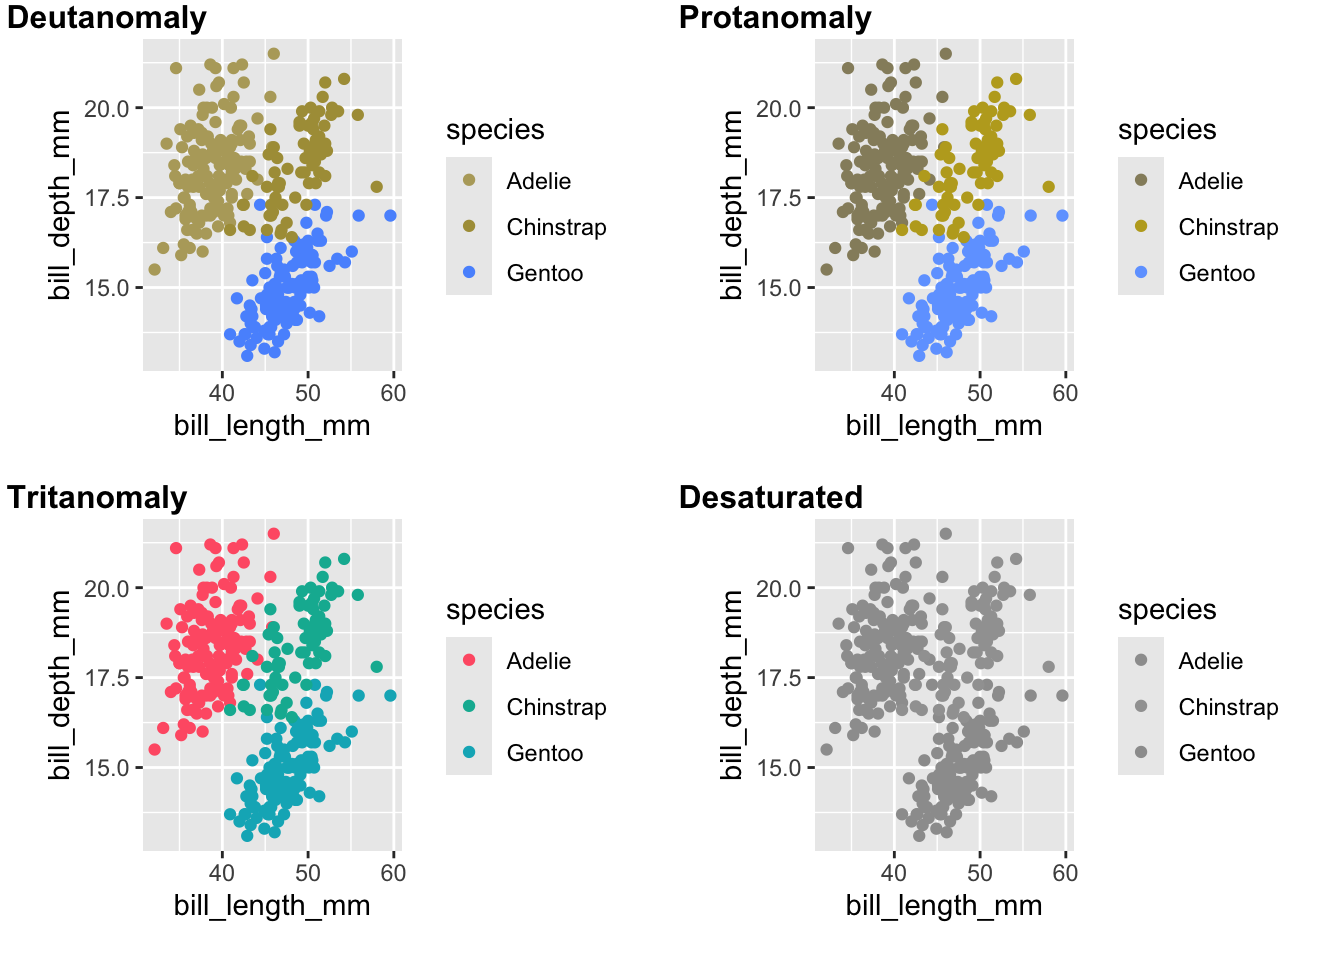 Deutanomaly
bill_depth_mm
20.0
17.5
15.0
40 50 60
bill_length_mm
species
Adelie
Chinstrap
Gentoo
Protanomaly
bill_depth_mm
20.0
17.5
15.0
40 50 60
bill_length_mm
species
Adelie
Chinstrap
Gentoo
Tritanomaly
bill_depth_mm
20.0
17.5
15.0
40 50 60
bill_length_mm
species
Adelie
Chinstrap
Gentoo
Desaturated
bill_depth_mm
20.0
17.5
15.0
40 50 60
bill_length_mm
species
Adelie
Chinstrap
Gentoo